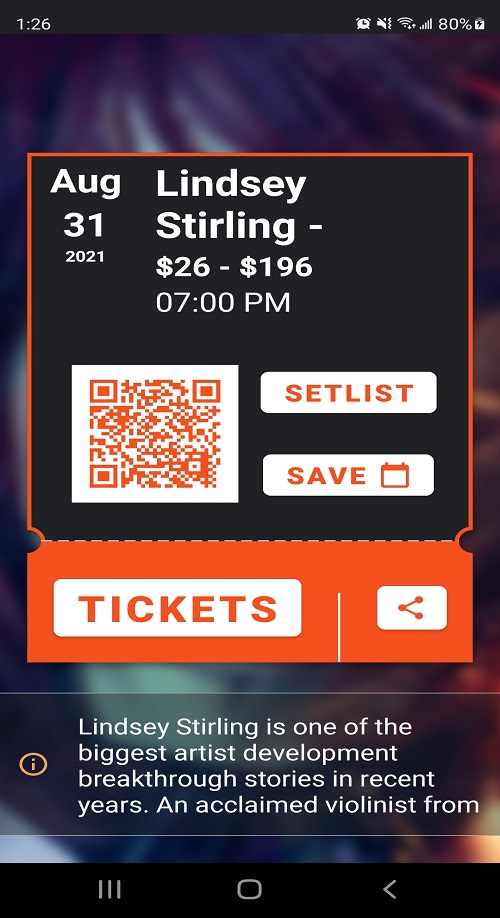 1:26
80%
Aug
31
2021
Lindsey
Stirling -
$26 - $196
07:00 PM
SETLIST
SAVE
TICKETS
Lindsey Stirling is one of the
biggest artist development
breakthrough stories in recent
years. An acclaimed violinist from